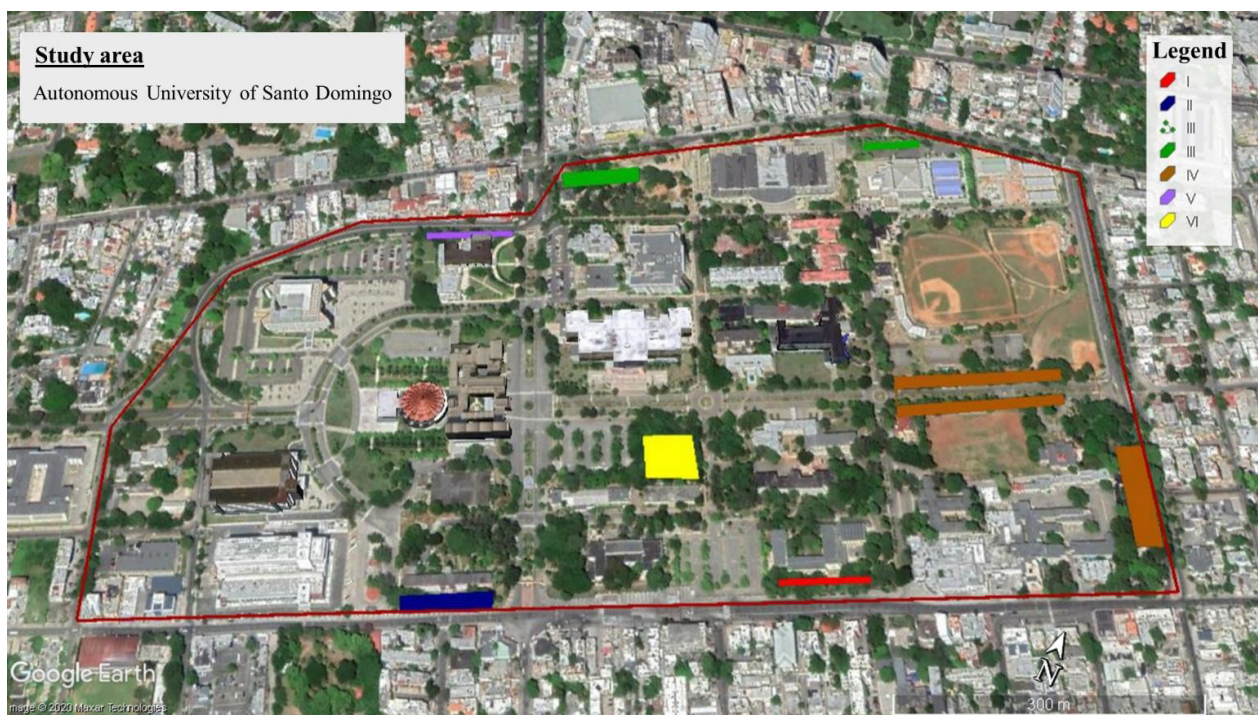 Study area
Autonomous University of Santo Domingo
Legend
I
II
III
III
IV
V
VI
Google Earth
mage © 2020 Maxar Technologies
N
300 m